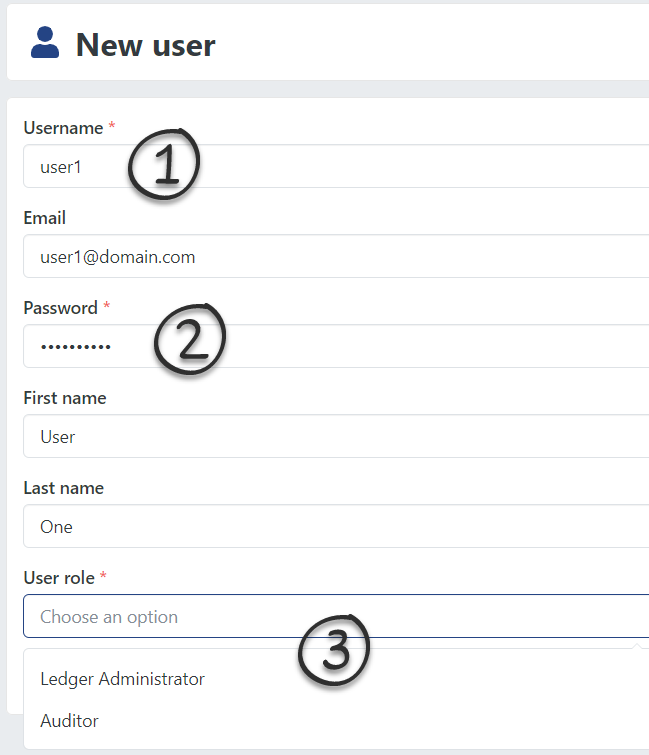 New user
Username *
user1
1
Email
user1@domain.com
Password *
••••••••••
2
First name
User
Last name
One
User role *
Choose an option
3
Ledger Administrator
Auditor